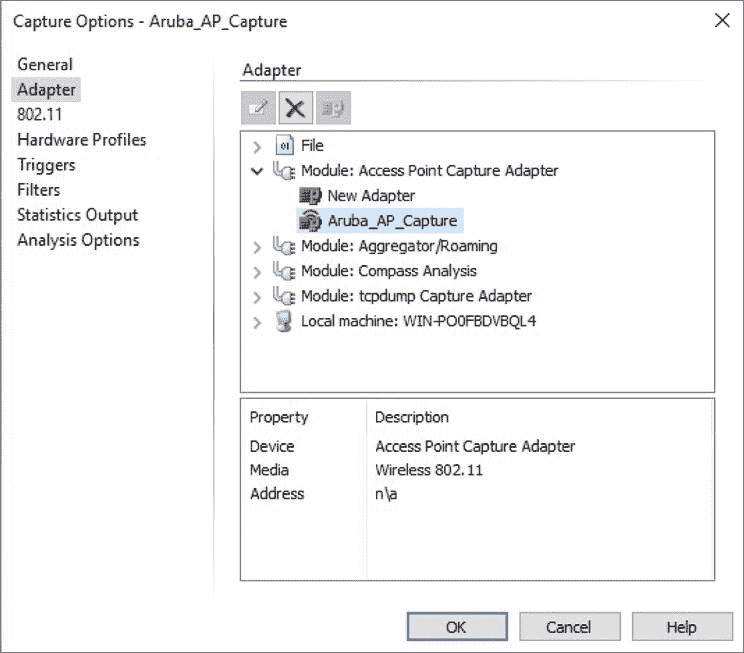 Capture Options - Aruba_AP_Capture
General
Adapter
802.11
Hardware Profiles
Triggers
Filters
Statistics Output
Analysis Options
Adapter
File
Module: Access Point Capture Adapter
New Adapter
Aruba_AP_Capture
Module: Aggregator/Roaming
Module: Compass Analysis
Module: tcpdump Capture Adapter
Local machine: WIN-PO0FBDVBQL4
Property Description
Device Access Point Capture Adapter
Media Wireless 802.11
Address n\a
OK Cancel Help